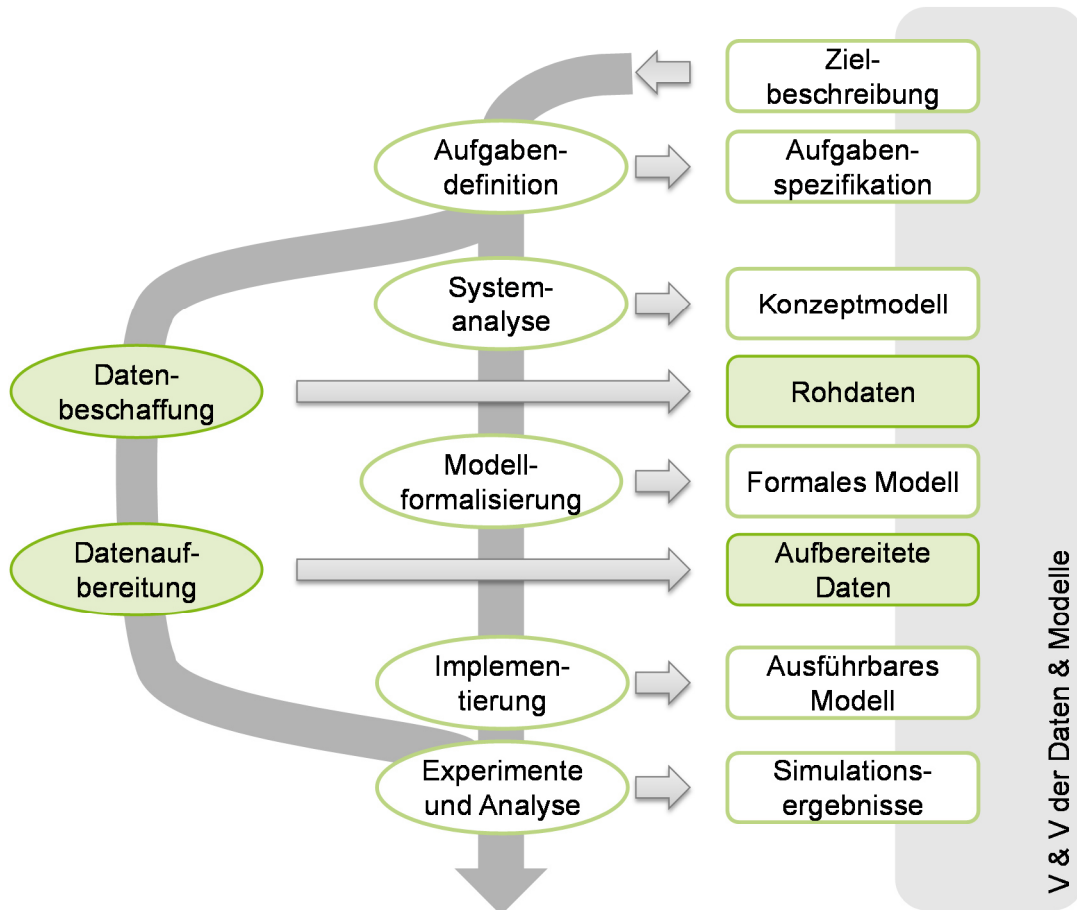 Ziel-
beschreibung
Aufgaben-
definition
Aufgaben-
spezifikation
System-
analyse
Konzeptmodell
Daten-
beschaffung
Rohdaten
Modell-
formalisierung
Formales Modell
Datenauf-
bereitung
Aufbereitete
Daten
Implemen-
tierung
Ausführbares
Modell
Experimente
und Analyse
Simulations-
ergebnisse
V & V der Daten & Modelle